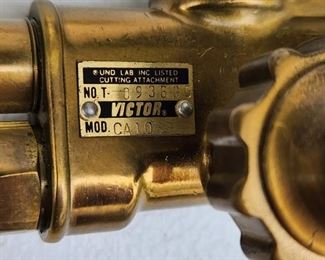 ® UND LAB INC LISTED
CUTTING ATTACHMENT
NO. T-
VICTOR®
MOD. CA10